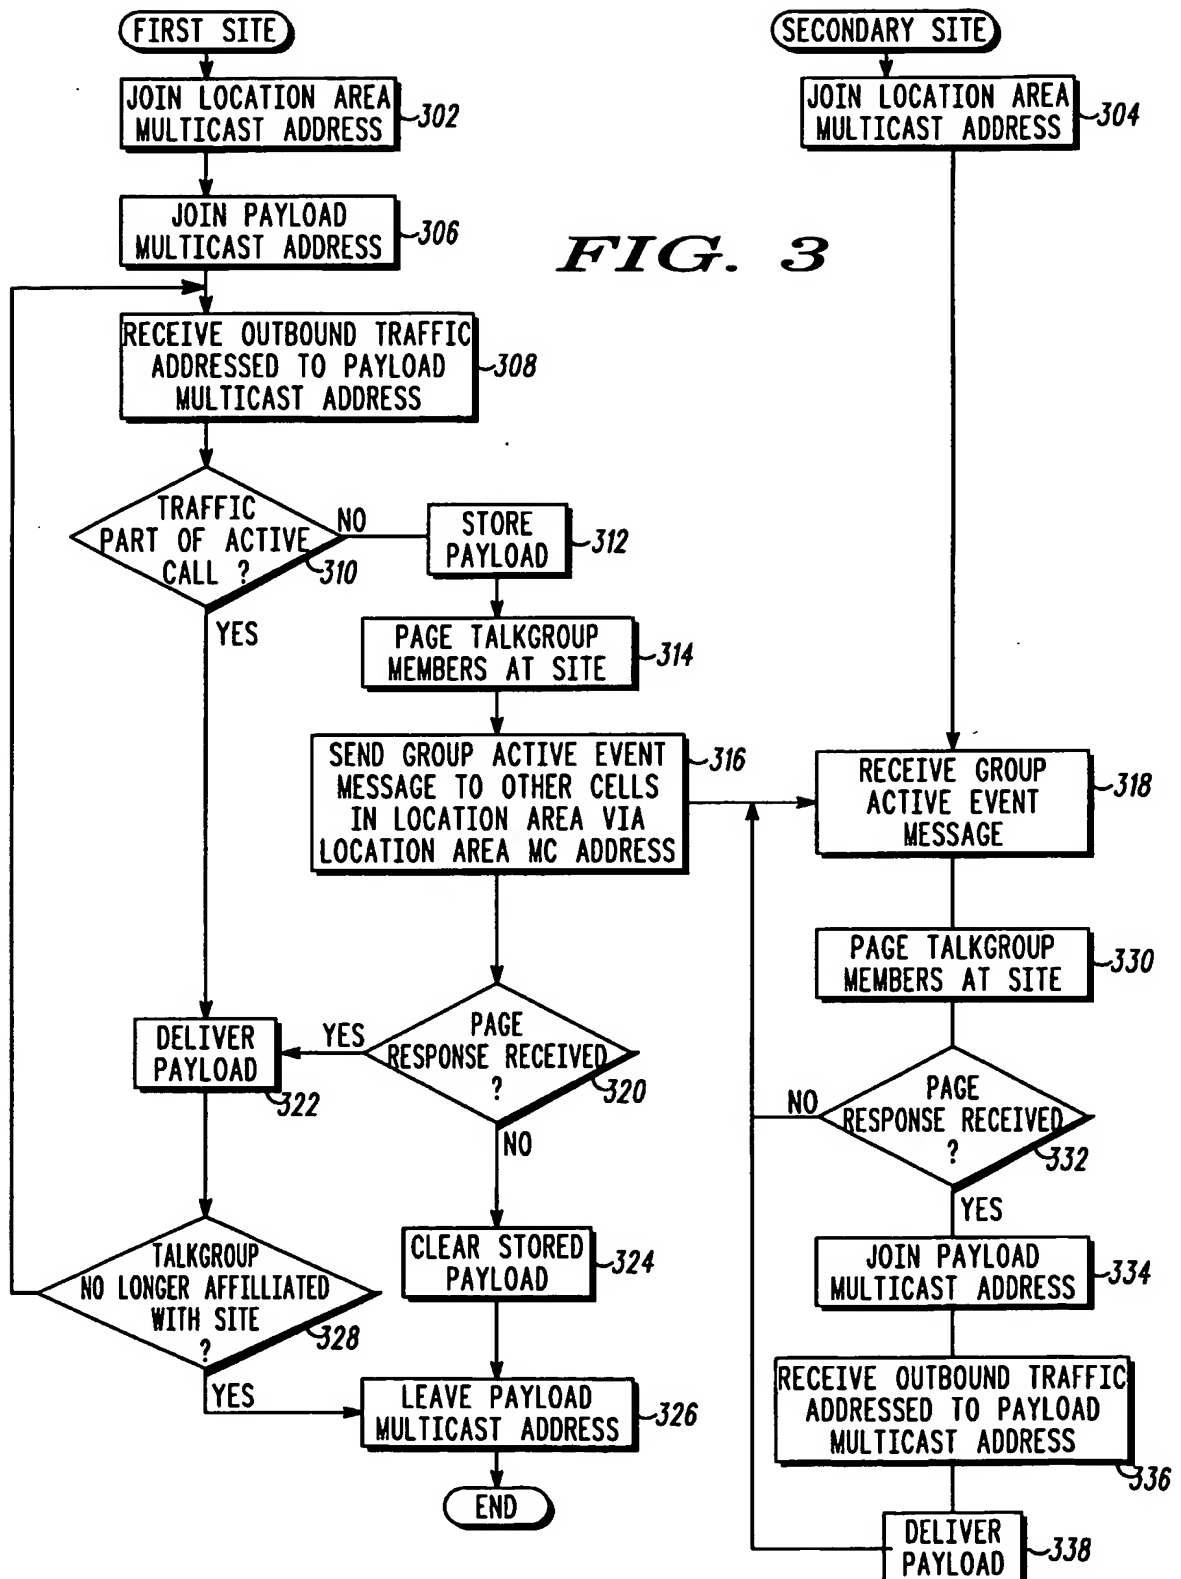 FIRST SITE
JOIN LOCATION AREA
MULTICAST ADDRESS
302
JOIN PAYLOAD
MULTICAST ADDRESS
306
RECEIVE OUTBOUND TRAFFIC
ADDRESSED TO PAYLOAD
MULTICAST ADDRESS
308
TRAFFIC
PART OF ACTIVE
CALL ?
310
NO
YES
STORE
PAYLOAD
312
PAGE TALKGROUP
MEMBERS AT SITE
314
SEND GROUP ACTIVE EVENT
MESSAGE TO OTHER CELLS
IN LOCATION AREA VIA
LOCATION AREA MC ADDRESS
316
PAGE
RESPONSE RECEIVED
?
320
YES
NO
DELIVER
PAYLOAD
322
CLEAR STORED
PAYLOAD
324
TALKGROUP
NO LONGER AFFILLIATED
WITH SITE
?
328
YES
LEAVE PAYLOAD
MULTICAST ADDRESS
326
END
FIG. 3
SECONDARY SITE
JOIN LOCATION AREA
MULTICAST ADDRESS
304
RECEIVE GROUP
ACTIVE EVENT
MESSAGE
318
PAGE TALKGROUP
MEMBERS AT SITE
330
PAGE
RESPONSE RECEIVED
?
332
NO
YES
JOIN PAYLOAD
MULTICAST ADDRESS
334
RECEIVE OUTBOUND TRAFFIC
ADDRESSED TO PAYLOAD
MULTICAST ADDRESS
336
DELIVER
PAYLOAD
338